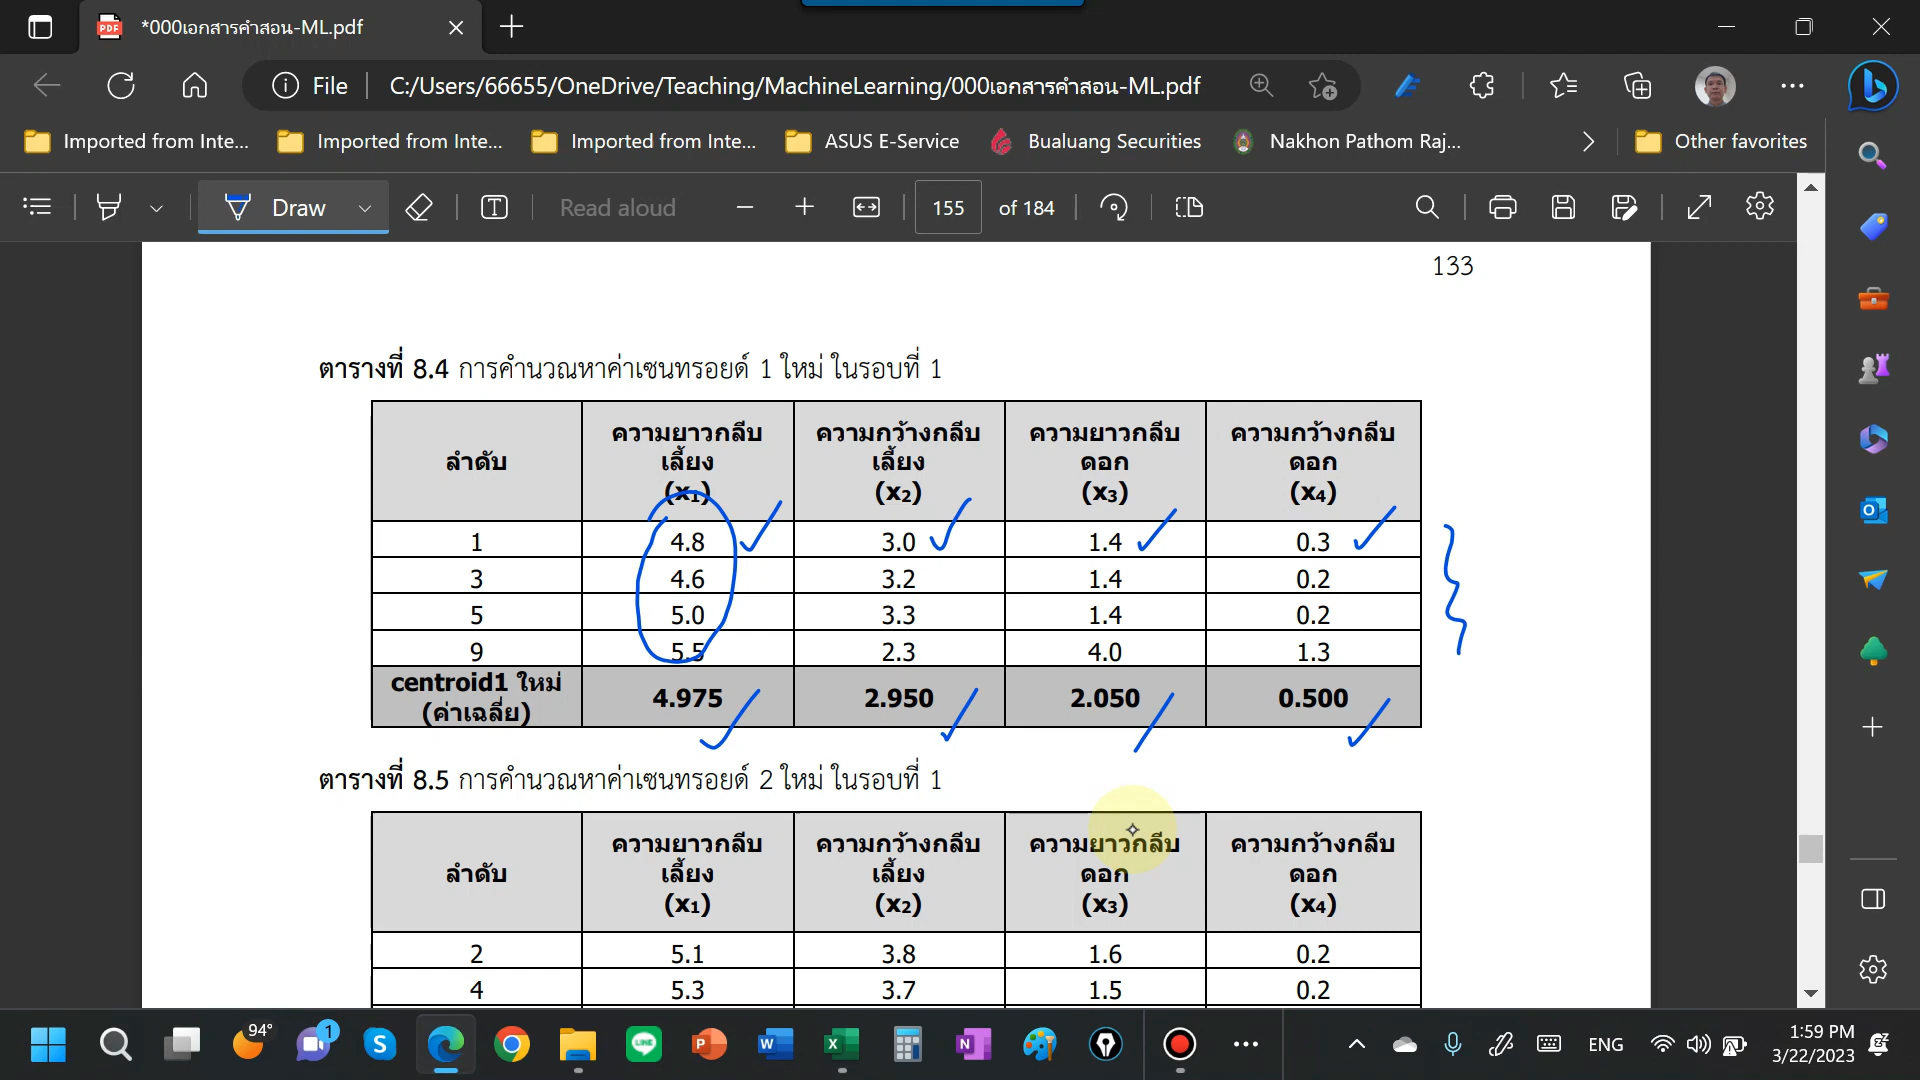 *000เอกสารคำสอน-ML.pdf
File
C:/Users/66655/OneDrive/Teaching/MachineLearning/000เอกสารคำสอน-ML.pdf
Imported from Inte...
Imported from Inte...
Imported from Inte...
ASUS E-Service
Bualuang Securities
Nakhon Pathom Raj...
Other favorites
Draw
Read aloud
155 of 184
133
ตารางที่ 8.4 การคำนวณหาค่าเซนทรอยด์ 1 ใหม่ ในรอบที่ 1
ลำดับ
ความยาวกลีบ
เลี้ยง
(x₁)
ความกว้างกลีบ
เลี้ยง
(x₂)
ความยาวกลีบ
ดอก
(x₃)
ความกว้างกลีบ
ดอก
(x₄)
1 4.8 3.0 1.4 0.3
3 4.6 3.2 1.4 0.2
5 5.0 3.3 1.4 0.2
9 5.5 2.3 4.0 1.3
centroid1 ใหม่
(ค่าเฉลี่ย)
4.975 2.950 2.050 0.500
ตารางที่ 8.5 การคำนวณหาค่าเซนทรอยด์ 2 ใหม่ ในรอบที่ 1
ลำดับ
ความยาวกลีบ
เลี้ยง
(x₁)
ความกว้างกลีบ
เลี้ยง
(x₂)
ความยาวกลีบ
ดอก
(x₃)
ความกว้างกลีบ
ดอก
(x₄)
2 5.1 3.8 1.6 0.2
4 5.3 3.7 1.5 0.2
94°
1
ENG
1:59 PM
3/22/2023